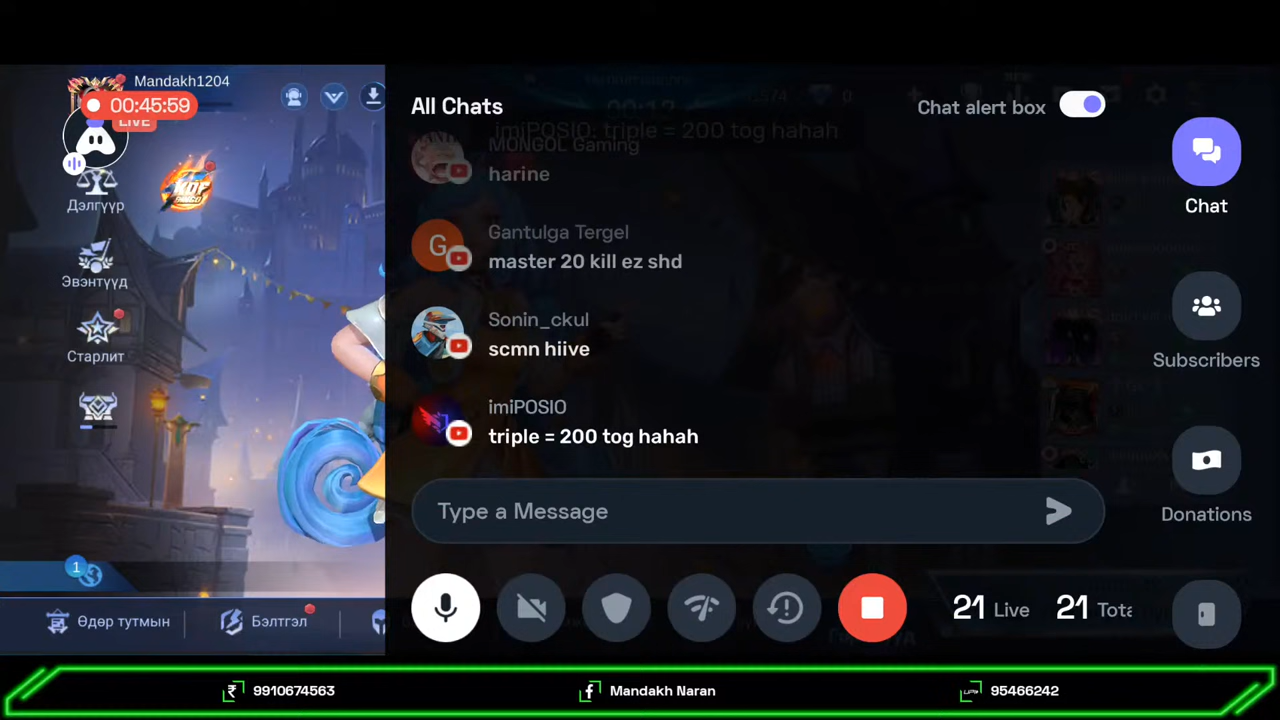 Mandakh1204
00:45:59
LIVE
Дэлгүүр
KOF
Эвэнтүүд
Старлит
1
Өдөр тутмын
Бэлтгэл
All Chats
Chat alert box
imiPOSIO: triple = 200 tog hahah
MONGOL Gaming
harine
G
Gantulga Tergel
master 20 kill ez shd
Sonin_ckul
scmn hiive
imiPOSIO
triple = 200 tog hahah
Type a Message
21 Live
21 Tota
Chat
Subscribers
Donations
9910674563
Mandakh Naran
95466242